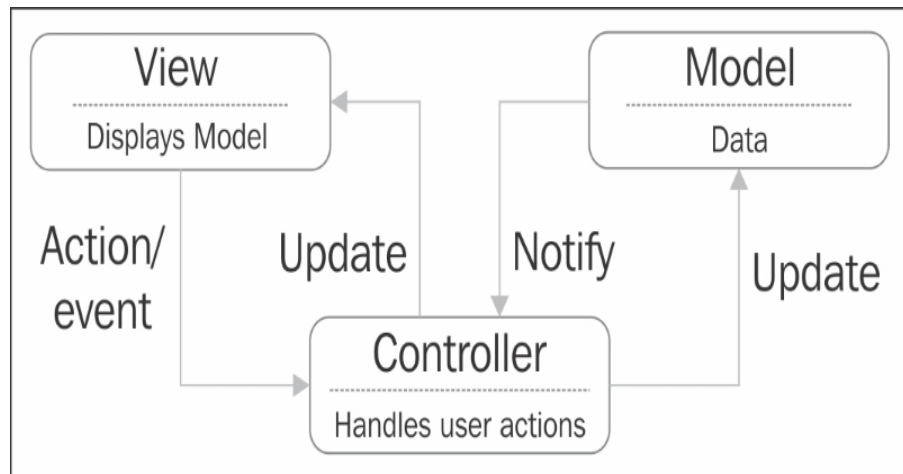 View
Displays Model
Model
Data
Action/
event
Update
Notify
Update
Controller
Handles user actions